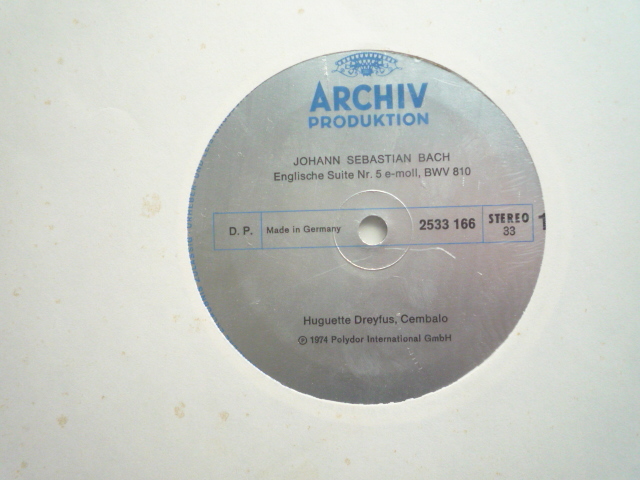 ARCHIV
PRODUKTION
JOHANN SEBASTIAN BACH
Englische Suite Nr. 5 e-moll, BWV 810
D. P. Made in Germany 2533 166 STEREO 33 1
Huguette Dreyfus, Cembalo
℗ 1974 Polydor International GmbH